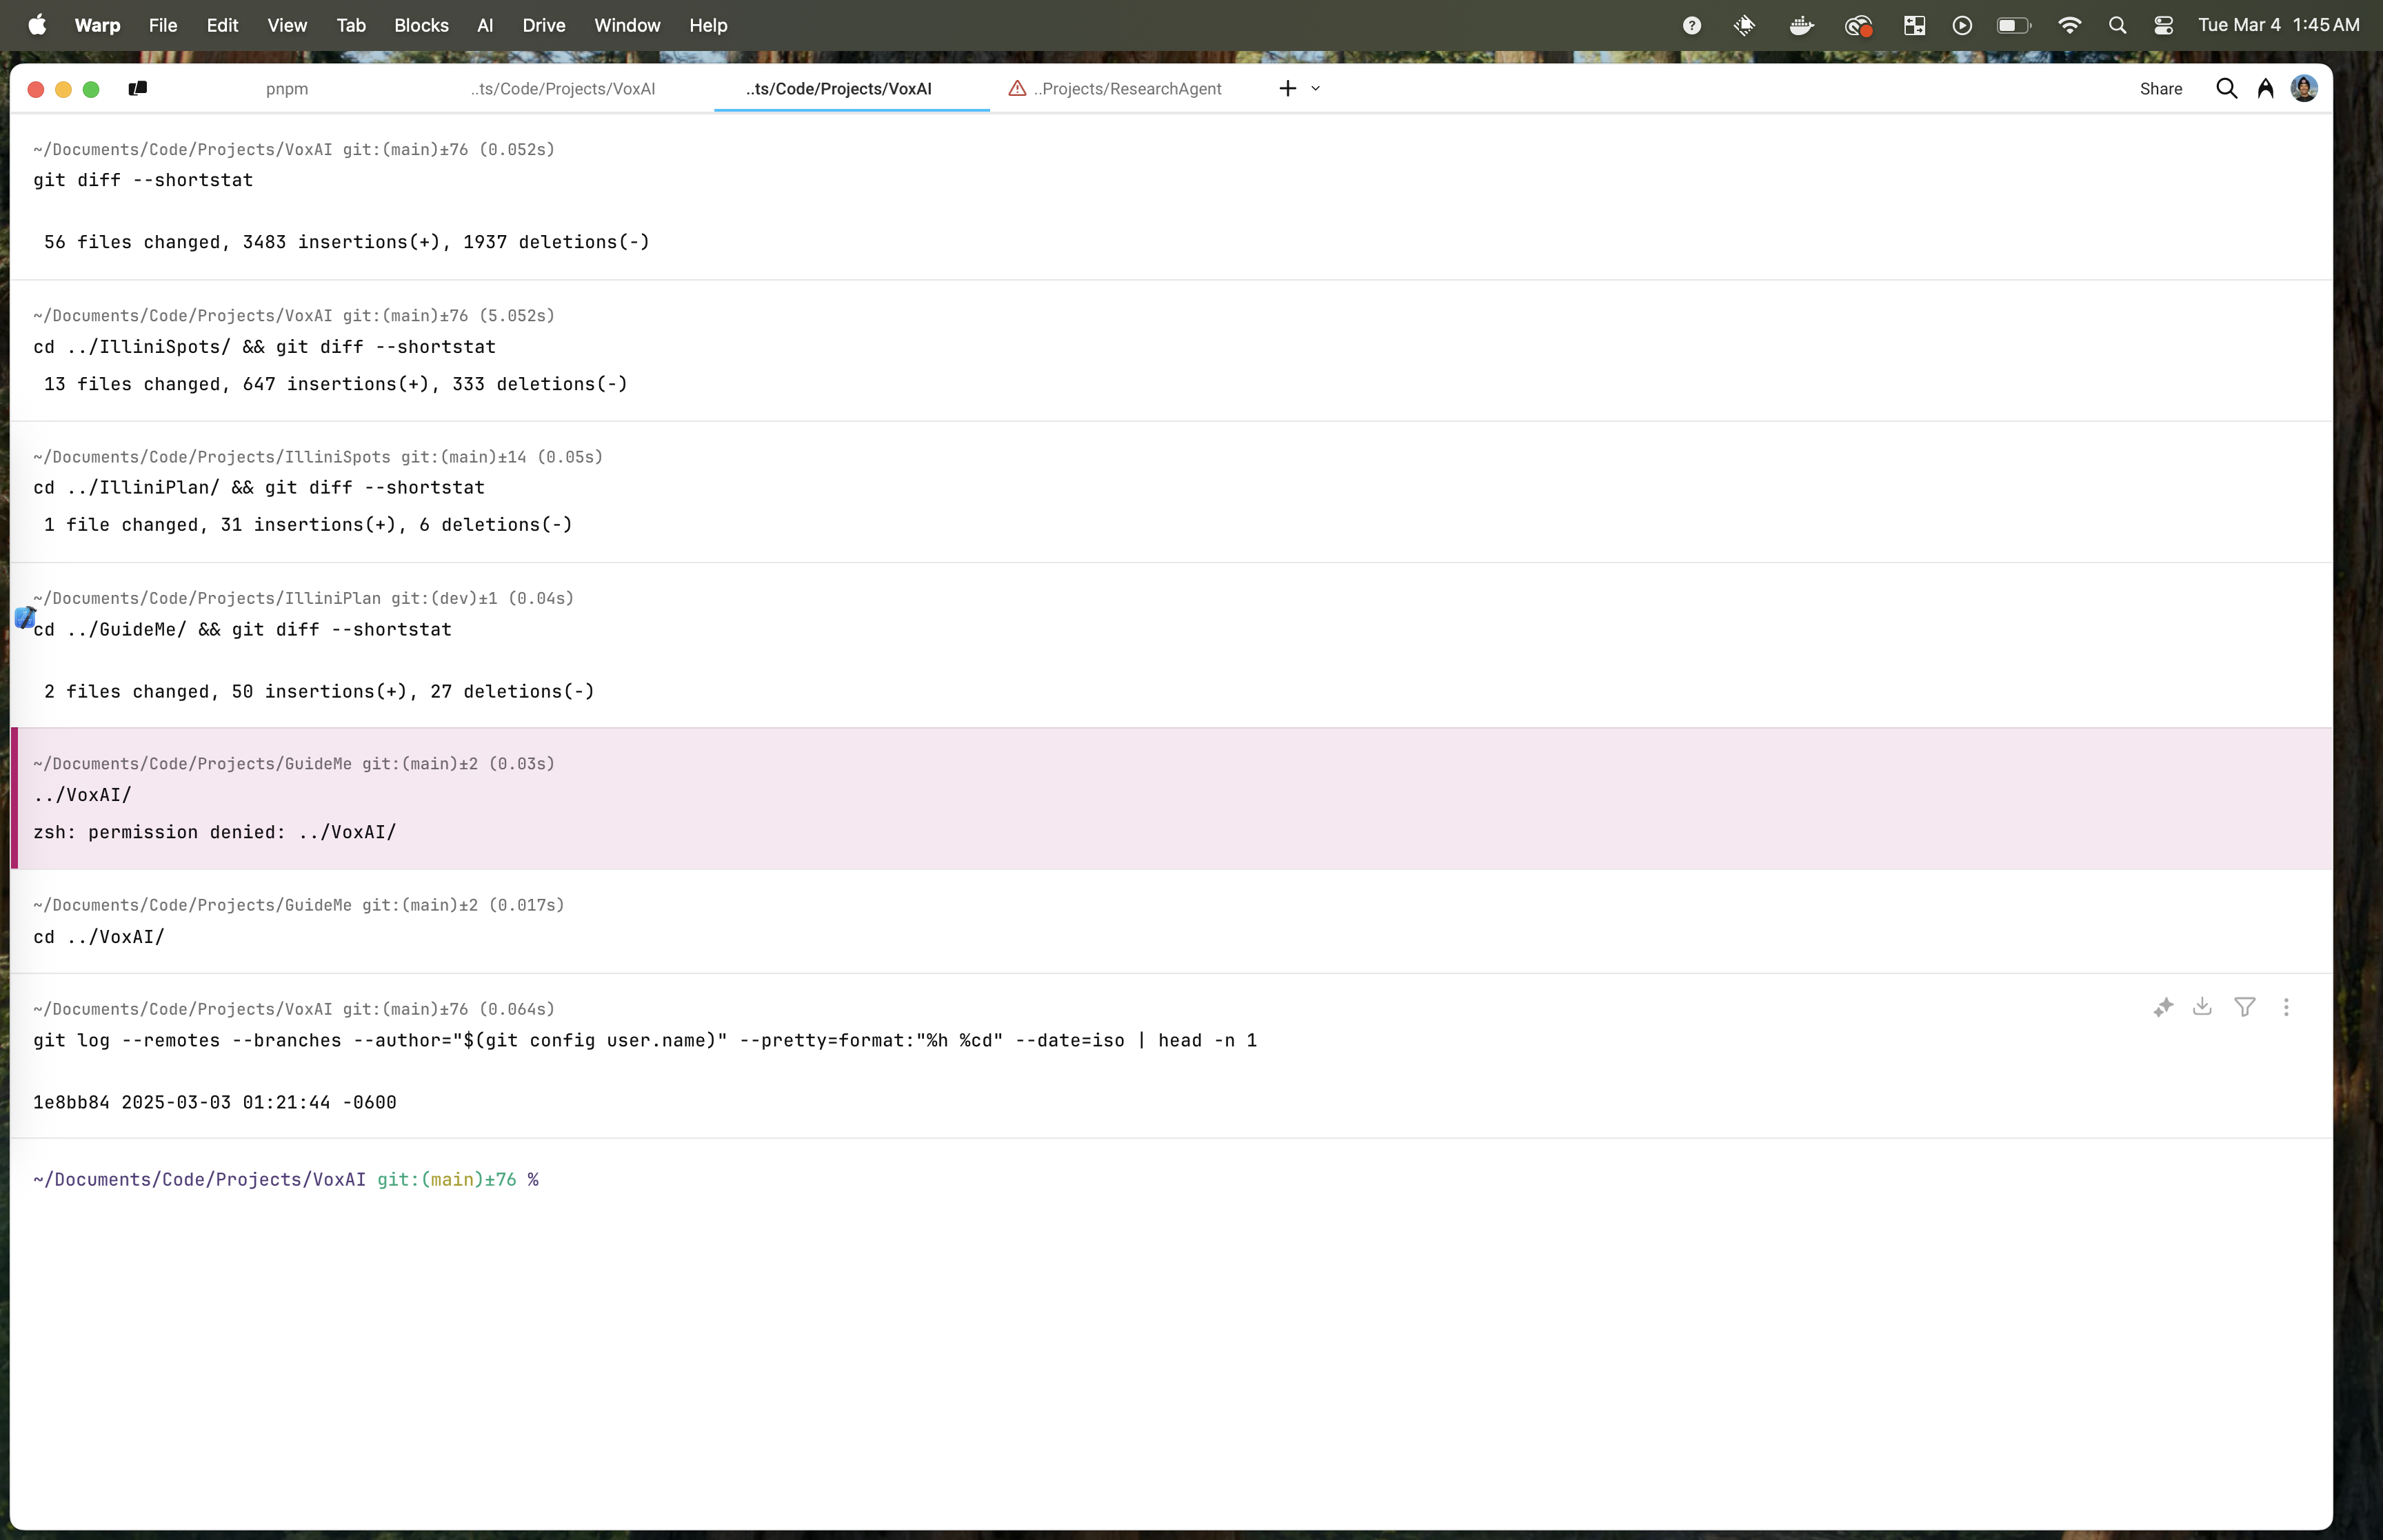 Warp File Edit View Tab Blocks AI Drive Window Help Tue Mar 4 1:45 AM
pnpm ..ts/Code/Projects/VoxAI ..ts/Code/Projects/VoxAI ..Projects/ResearchAgent Share
~/Documents/Code/Projects/VoxAI git:(main)±76 (0.052s)
git diff --shortstat
56 files changed, 3483 insertions(+), 1937 deletions(-)
~/Documents/Code/Projects/VoxAI git:(main)±76 (5.052s)
cd ../IlliniSpots/ && git diff --shortstat
13 files changed, 647 insertions(+), 333 deletions(-)
~/Documents/Code/Projects/IlliniSpots git:(main)±14 (0.05s)
cd ../IlliniPlan/ && git diff --shortstat
1 file changed, 31 insertions(+), 6 deletions(-)
~/Documents/Code/Projects/IlliniPlan git:(dev)±1 (0.04s)
cd ../GuideMe/ && git diff --shortstat
2 files changed, 50 insertions(+), 27 deletions(-)
~/Documents/Code/Projects/GuideMe git:(main)±2 (0.03s)
../VoxAI/
zsh: permission denied: ../VoxAI/
~/Documents/Code/Projects/GuideMe git:(main)±2 (0.017s)
cd ../VoxAI/
~/Documents/Code/Projects/VoxAI git:(main)±76 (0.064s)
git log --remotes --branches --author="$(git config user.name)" --pretty=format:"%h %cd" --date=iso | head -n 1
1e8bb84 2025-03-03 01:21:44 -0600
~/Documents/Code/Projects/VoxAI git:(main)±76 %